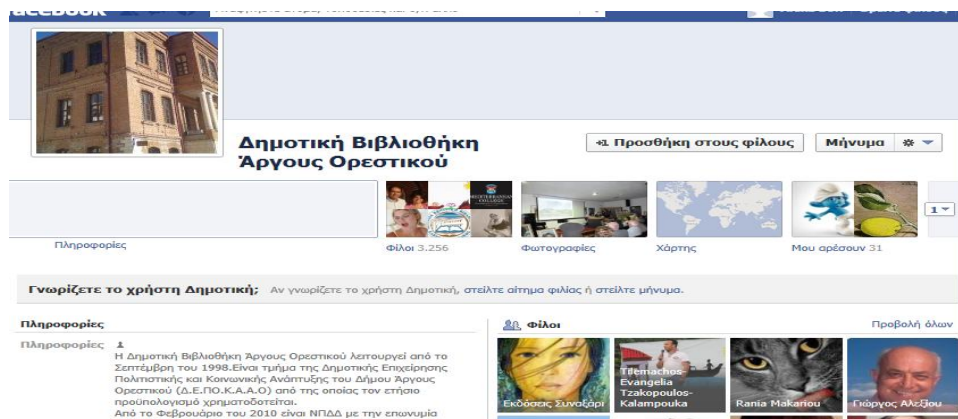 facebook
Δημοτική Βιβλιοθήκη
Άργους Ορεστικού
+1 Προσθήκη στους φίλους
Μήνυμα
Πληροφορίες
Φίλοι 3.256
Φωτογραφίες
Χάρτης
Μου αρέσουν 31
1
MEDITERRANEAN
COLLEGE
Γνωρίζετε το χρήστη Δημοτική; Αν γνωρίζετε το χρήστη Δημοτική, στείλτε αίτημα φιλίας ή στείλτε μήνυμα.
Πληροφορίες
Πληροφορίες
Η Δημοτική Βιβλιοθήκη Άργους Ορεστικού λειτουργεί από το
Σεπτέμβρη του 1998.Είναι τμήμα της Δημοτικής Επιχείρησης
Πολιτιστικής και Κοινωνικής Ανάπτυξης του Δήμου Άργους
Ορεστικού (Δ.Ε.ΠΟ.Κ.Α.Α.Ο) από της οποίας τον ετήσιο
προϋπολογισμό χρηματοδοτείται.
Από το Φεβρουάριο του 2010 είναι ΝΠΔΔ με την επωνυμία
Φίλοι
Προβολή όλων
Εκδόσεις Συναξάρι
Tilemachos-
Evangelia
Tzakopoulos-
Kalampouka
Rania Makariou
Γιώργος Αλεξίου